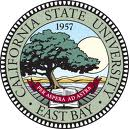 CALIFORNIA STATE UNIVERSITY
1957
PER ASPERA AD ASTRA
EAST BAY